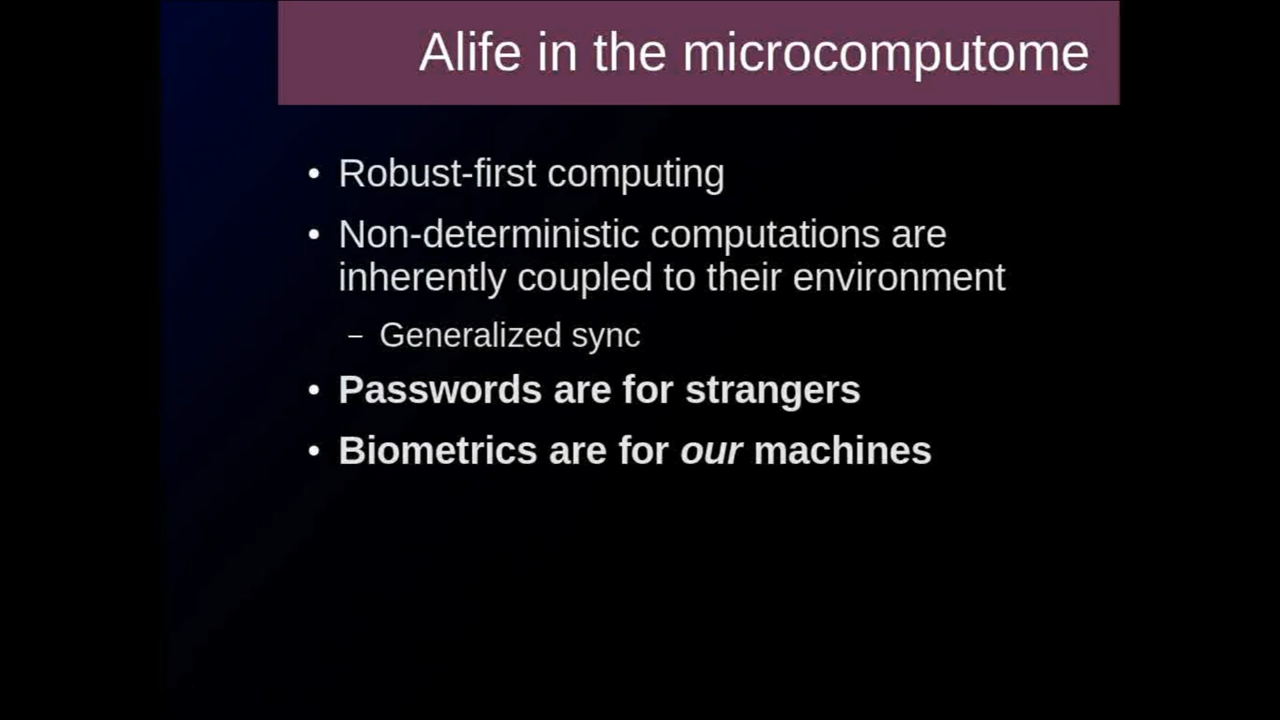 Alife in the microcomputome
• Robust-first computing
• Non-deterministic computations are
inherently coupled to their environment
– Generalized sync
• Passwords are for strangers
• Biometrics are for our machines